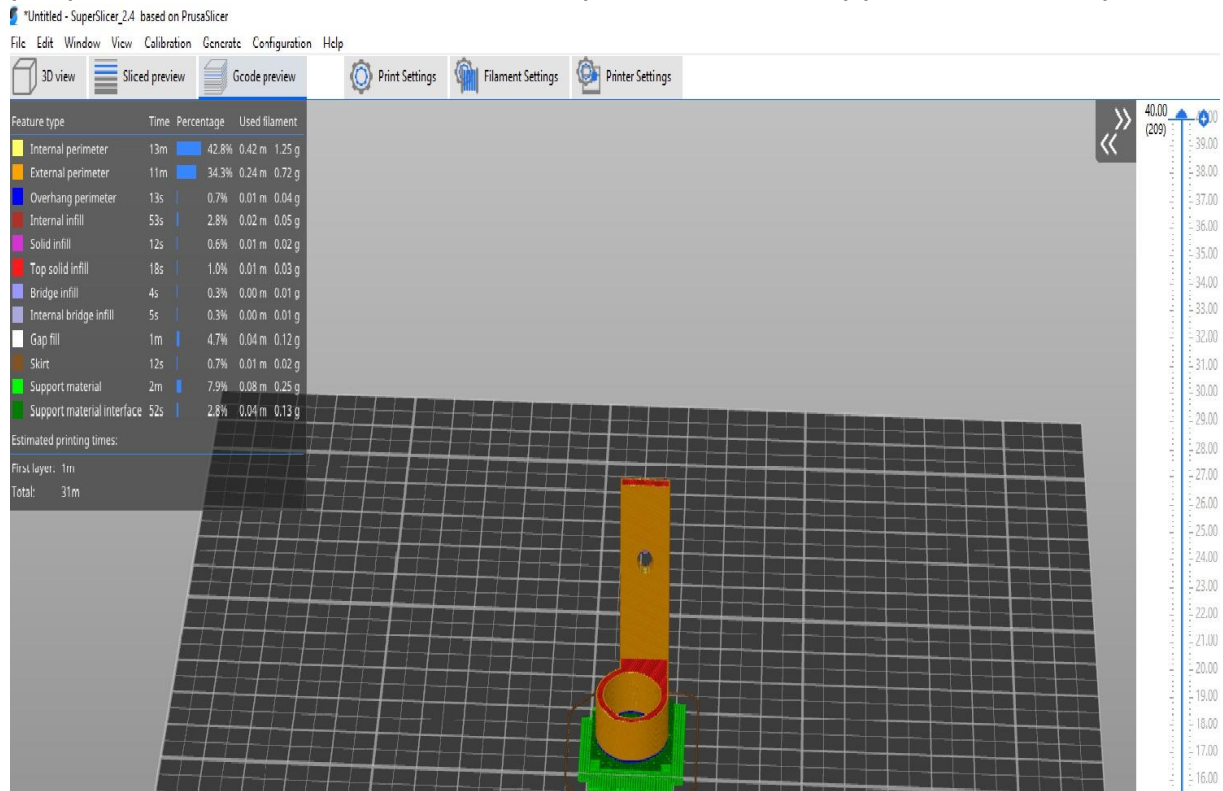 *Untitled - SuperSlicer_2.4 based on PrusaSlicer
File Edit Window View Calibration Generate Configuration Help
3D view Sliced preview Gcode preview Print Settings Filament Settings Printer Settings
Feature type Time Percentage Used filament
Internal perimeter 13m 42.8% 0.42 m 1.25 g
External perimeter 11m 34.3% 0.24 m 0.72 g
Overhang perimeter 13s 0.7% 0.01 m 0.04 g
Internal infill 53s 2.8% 0.02 m 0.05 g
Solid infill 12s 0.6% 0.01 m 0.02 g
Top solid infill 18s 1.0% 0.01 m 0.03 g
Bridge infill 4s 0.3% 0.00 m 0.01 g
Internal bridge infill 5s 0.3% 0.00 m 0.01 g
Gap fill 1m 4.7% 0.04 m 0.12 g
Skirt 12s 0.7% 0.01 m 0.02 g
Support material 2m 7.9% 0.08 m 0.25 g
Support material interface 52s 2.8% 0.04 m 0.13 g
Estimated printing times:
First layer: 1m
Total: 31m
40.00
(209)
39.00
38.00
37.00
36.00
35.00
34.00
33.00
32.00
31.00
30.00
29.00
28.00
27.00
26.00
25.00
24.00
23.00
22.00
21.00
20.00
19.00
18.00
17.00
16.00